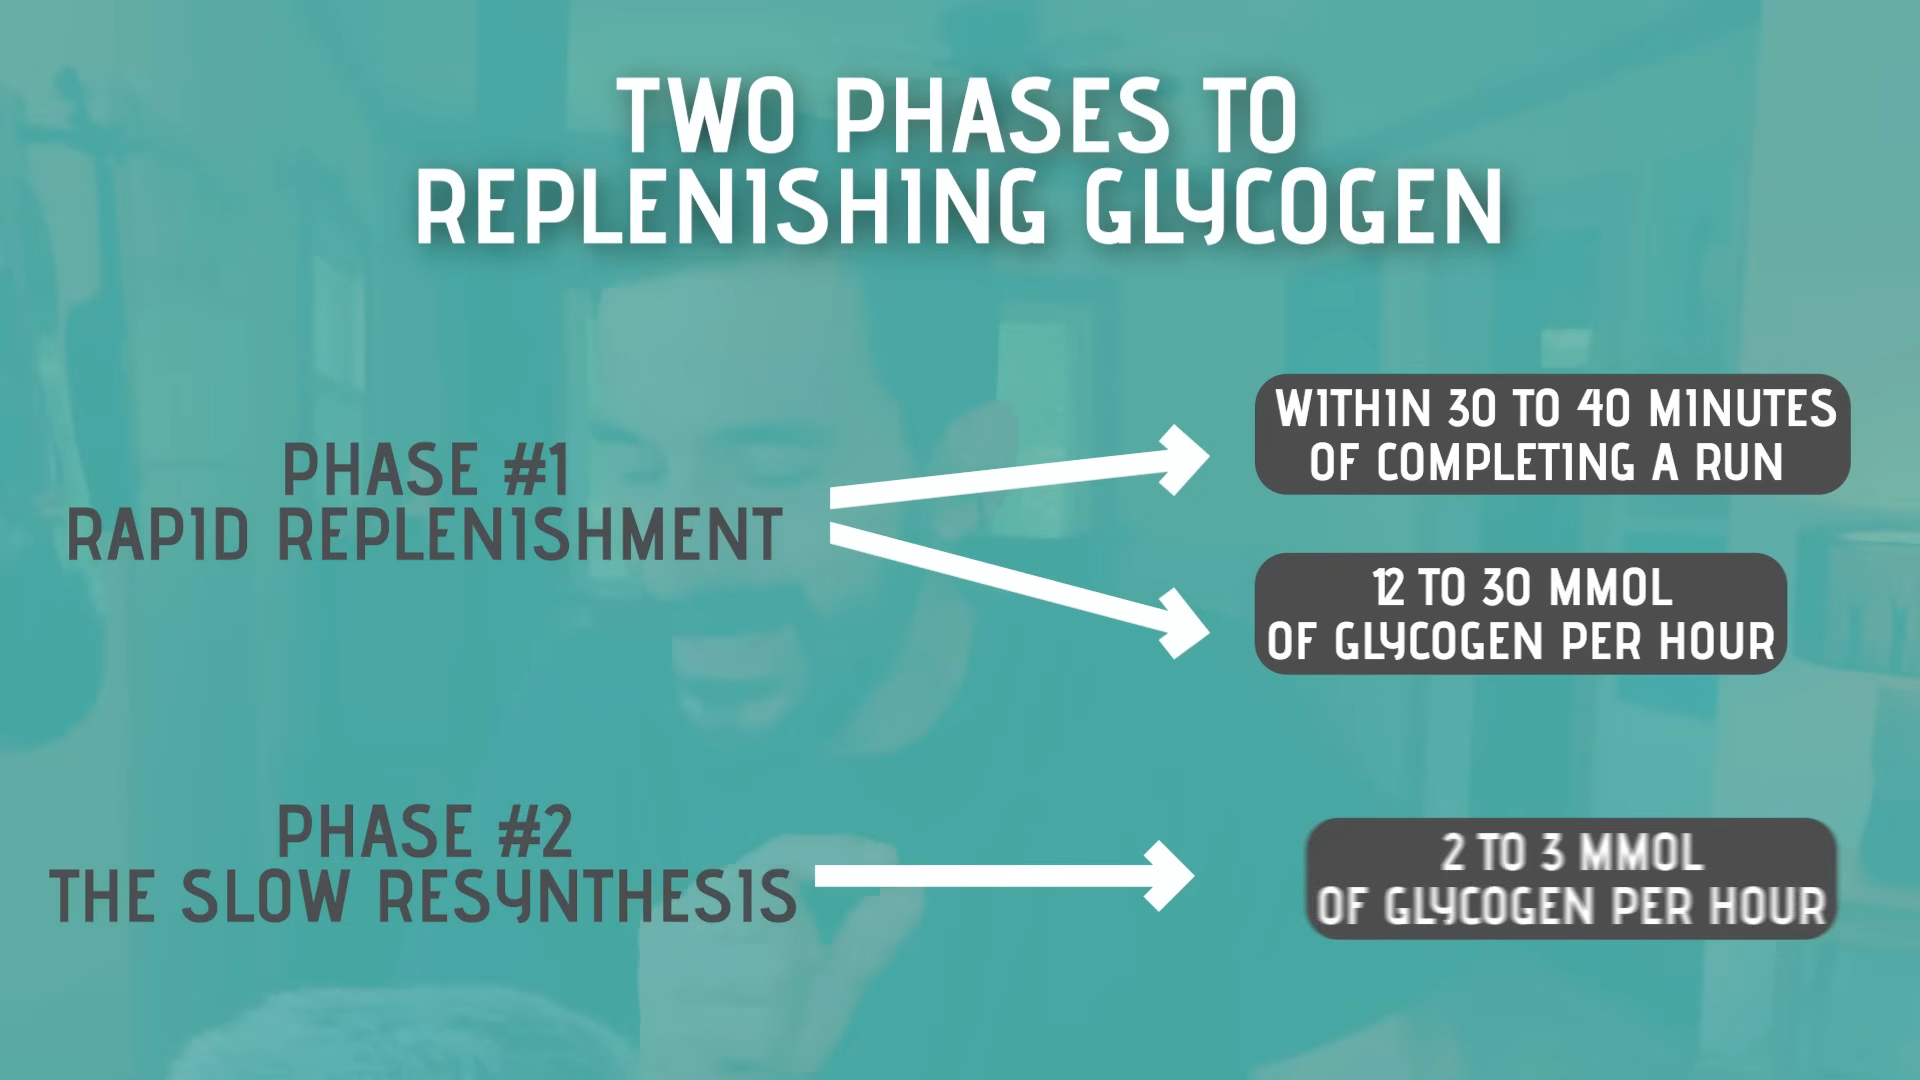 TWO PHASES TO
REPLENISHING GLYCOGEN
PHASE #1
RAPID REPLENISHMENT
WITHIN 30 TO 40 MINUTES
OF COMPLETING A RUN
12 TO 30 MMOL
OF GLYCOGEN PER HOUR
PHASE #2
THE SLOW RESYNTHESIS
2 TO 3 MMOL
OF GLYCOGEN PER HOUR